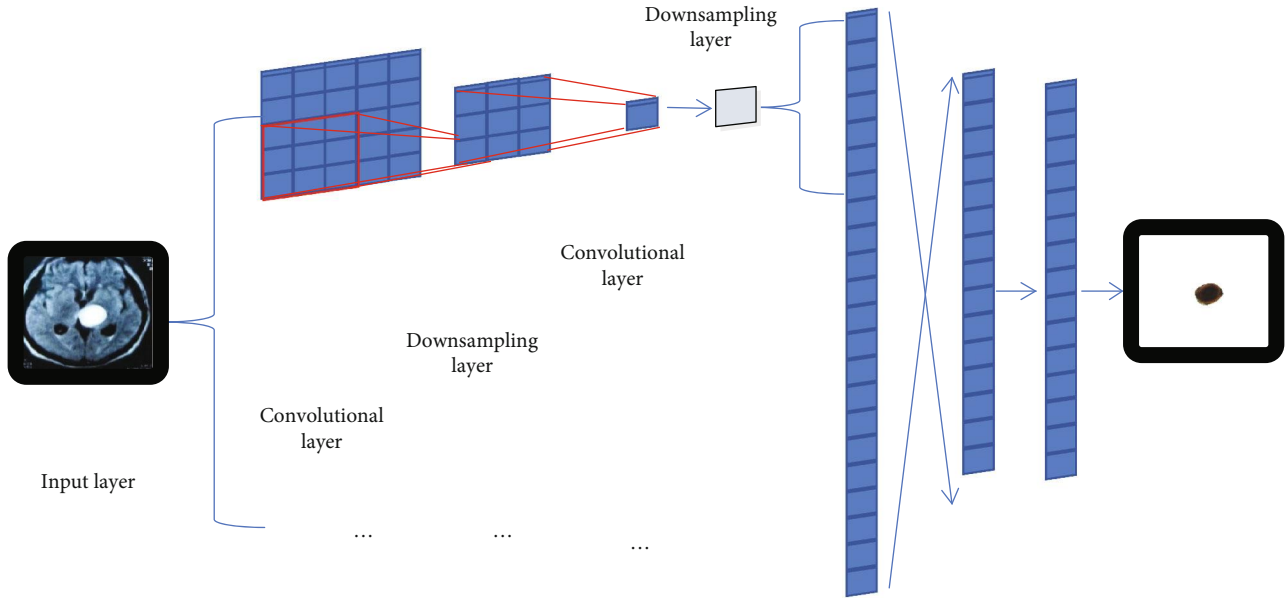 Downsampling
layer
Convolutional
layer
Downsampling
layer
Convolutional
layer
Input layer
...
...
...